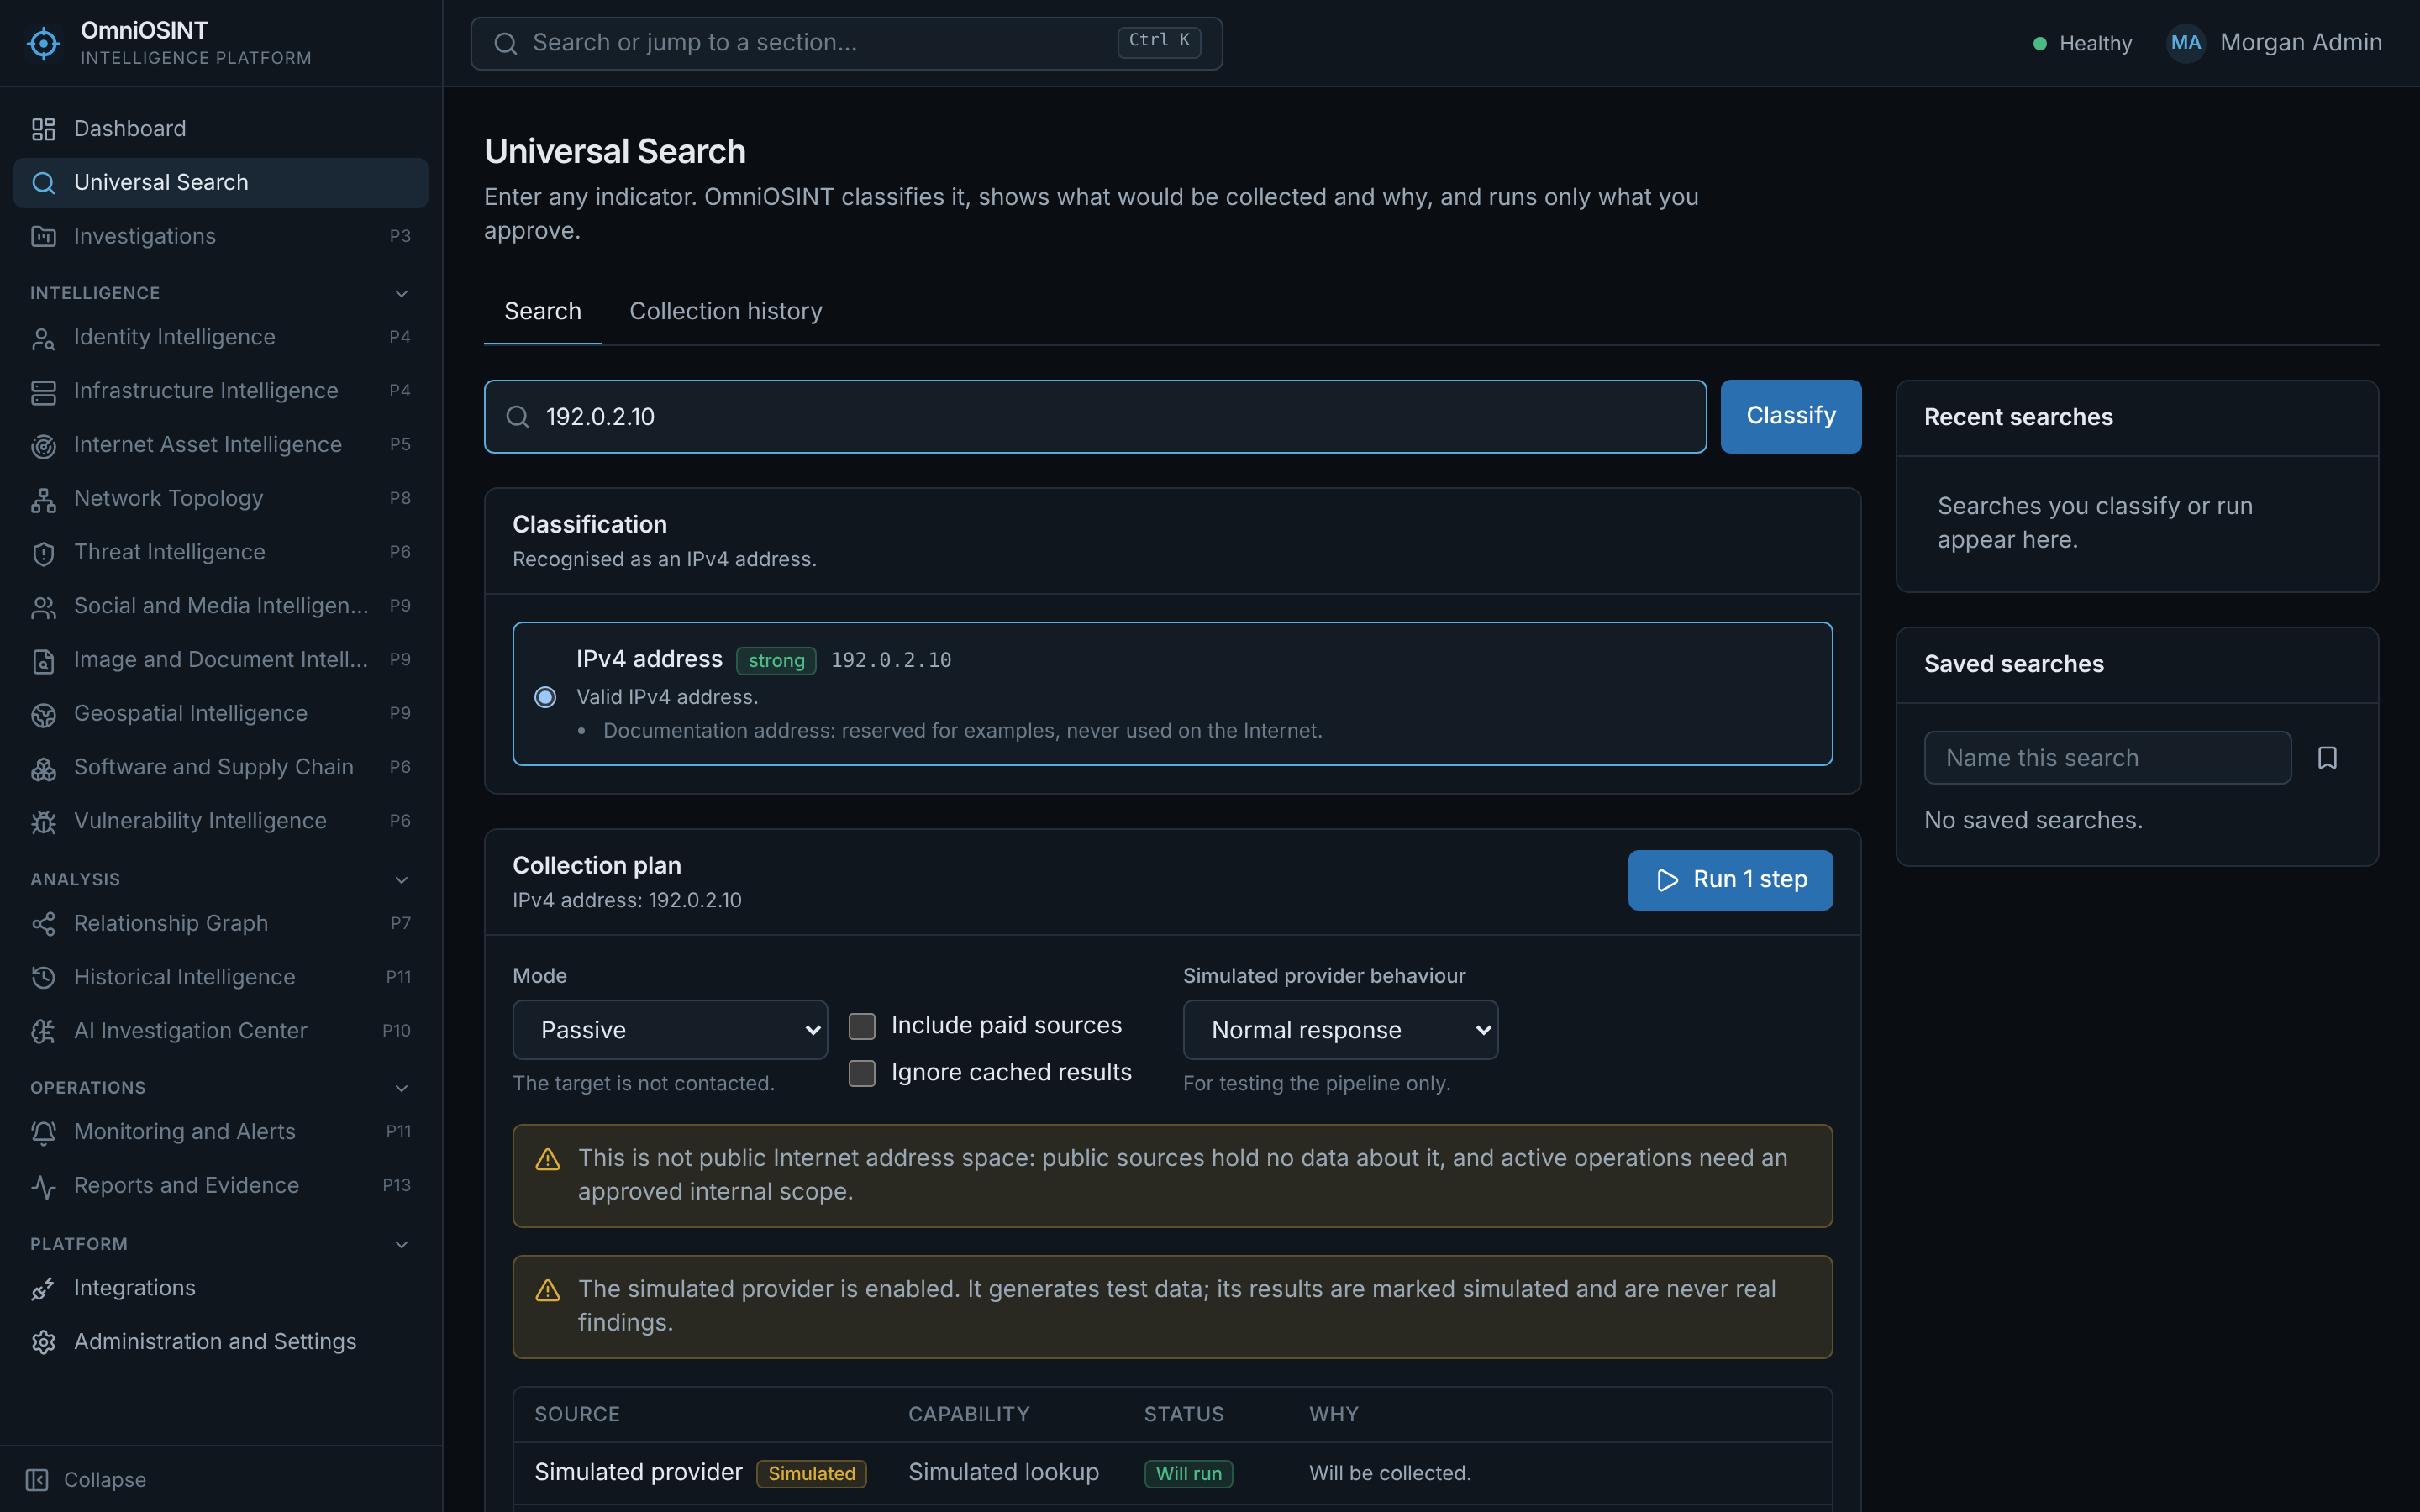 OmniOSINT
INTELLIGENCE PLATFORM
Search or jump to a section...
Ctrl K
Healthy
MA
Morgan Admin
Dashboard
Universal Search
Investigations P3
INTELLIGENCE
Identity Intelligence P4
Infrastructure Intelligence P4
Internet Asset Intelligence P5
Network Topology P8
Threat Intelligence P6
Social and Media Intelligen... P9
Image and Document Intell... P9
Geospatial Intelligence P9
Software and Supply Chain P6
Vulnerability Intelligence P6
ANALYSIS
Relationship Graph P7
Historical Intelligence P11
AI Investigation Center P10
OPERATIONS
Monitoring and Alerts P11
Reports and Evidence P13
PLATFORM
Integrations
Administration and Settings
Collapse
Universal Search
Enter any indicator. OmniOSINT classifies it, shows what would be collected and why, and runs only what you
approve.
Search
Collection history
192.0.2.10
Classify
Classification
Recognised as an IPv4 address.
IPv4 address strong 192.0.2.10
Valid IPv4 address.
• Documentation address: reserved for examples, never used on the Internet.
Collection plan
IPv4 address: 192.0.2.10
Run 1 step
Mode
Passive
The target is not contacted.
Include paid sources
Ignore cached results
Simulated provider behaviour
Normal response
For testing the pipeline only.
This is not public Internet address space: public sources hold no data about it, and active operations need an
approved internal scope.
The simulated provider is enabled. It generates test data; its results are marked simulated and are never real
findings.
SOURCE CAPABILITY STATUS WHY
Simulated provider Simulated Simulated lookup Will run Will be collected.
Recent searches
Searches you classify or run
appear here.
Saved searches
Name this search
No saved searches.